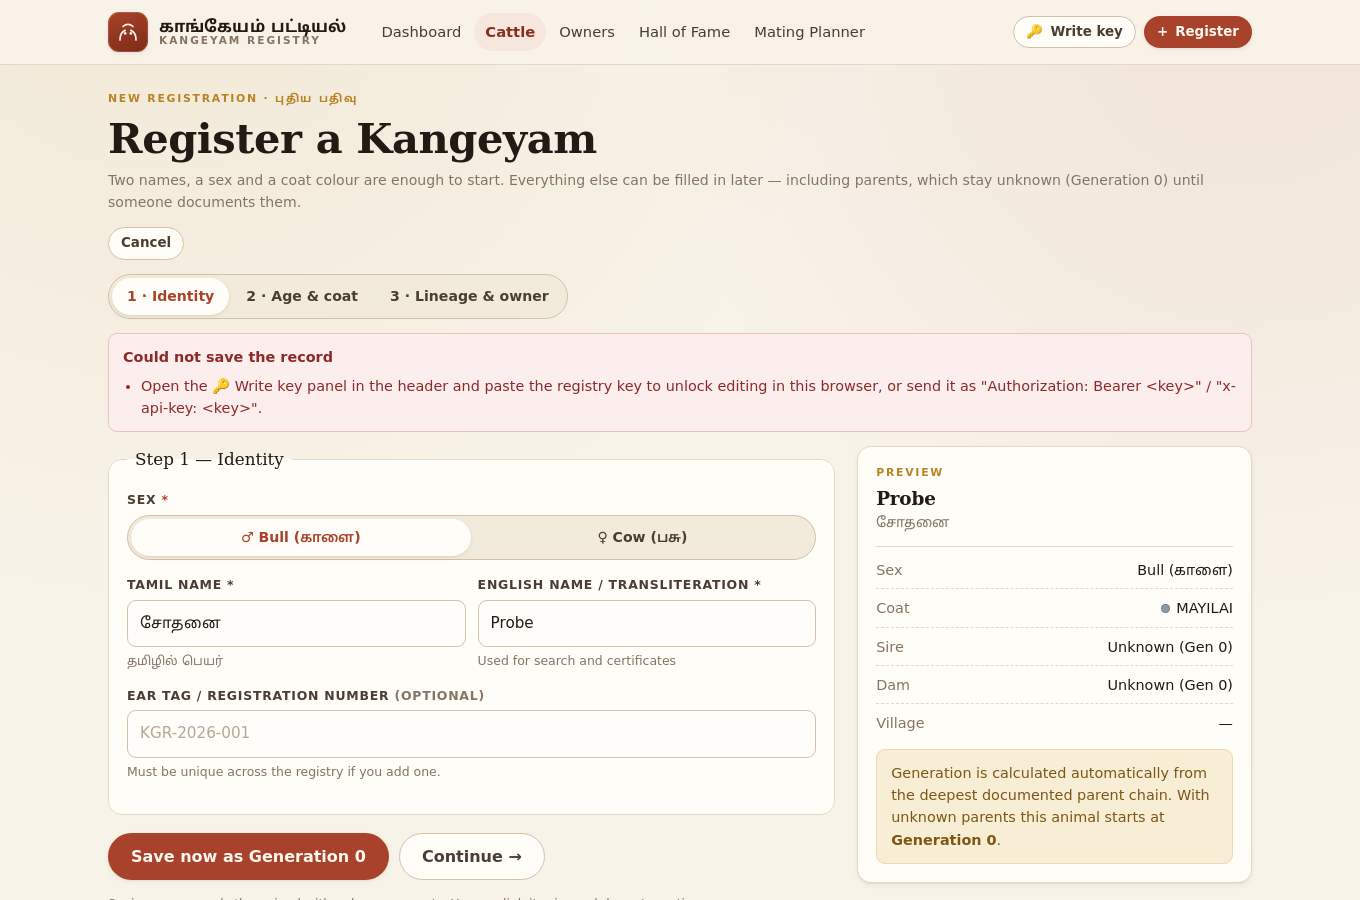 காங்கேயம் பட்டியல்
KANGEYAM REGISTRY
Dashboard
Cattle
Owners
Hall of Fame
Mating Planner
🔑 Write key
+ Register
NEW REGISTRATION · புதிய பதிவு
Register a Kangeyam
Two names, a sex and a coat colour are enough to start. Everything else can be filled in later — including parents, which stay unknown (Generation 0) until
someone documents them.
Cancel
1 · Identity
2 · Age & coat
3 · Lineage & owner
Could not save the record
• Open the 🔑 Write key panel in the header and paste the registry key to unlock editing in this browser, or send it as "Authorization: Bearer <key>" / "x-
api-key: <key>".
Step 1 — Identity
SEX *
♂ Bull (காளை)
♀ Cow (பசு)
TAMIL NAME *
ENGLISH NAME / TRANSLITERATION *
சோதனை
Probe
தமிழில் பெயர்
Used for search and certificates
EAR TAG / REGISTRATION NUMBER (OPTIONAL)
KGR-2026-001
Must be unique across the registry if you add one.
Save now as Generation 0
Continue →
PREVIEW
Probe
சோதனை
Sex
Bull (காளை)
Coat
MAYILAI
Sire
Unknown (Gen 0)
Dam
Unknown (Gen 0)
Village
—
Generation is calculated automatically from
the deepest documented parent chain. With
unknown parents this animal starts at
Generation 0.